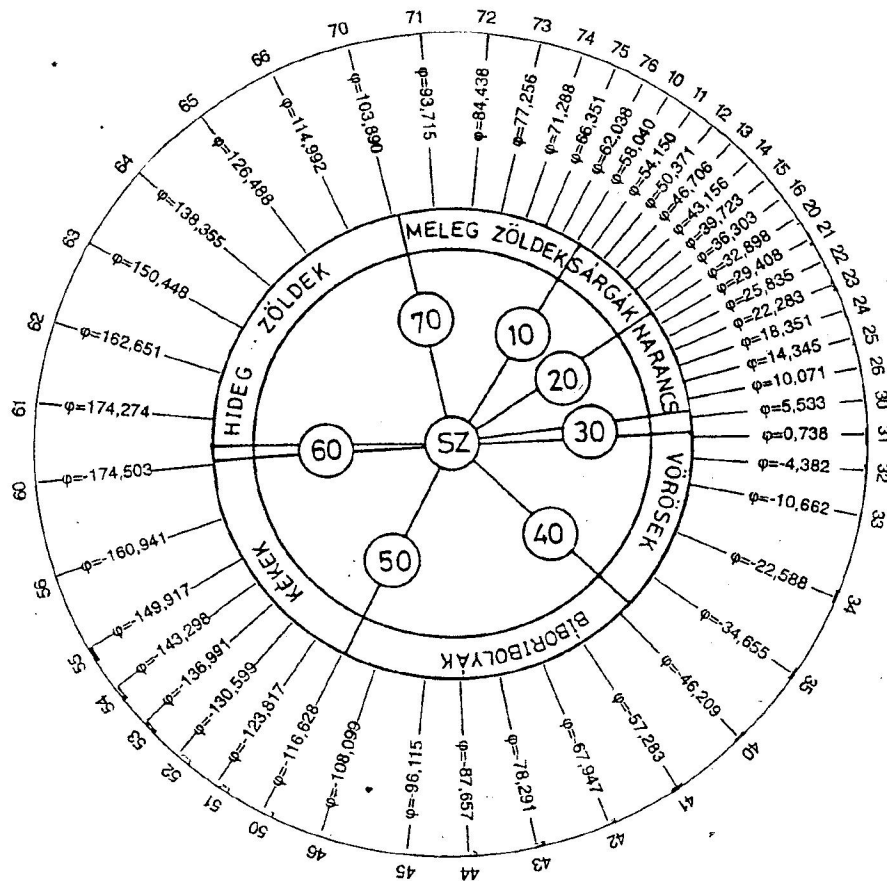 70
71
72
73
74
75
76
10
11
12
13
14
15
16
20
21
22
23
24
25
26
30
31
32
33
34
35
40
41
42
43
44
45
46
50
51
52
53
54
55
56
60
61
62
63
64
65
66
φ=103,890
φ=93,715
φ=84,438
φ=77,256
φ=71,288
φ=66,351
φ=62,038
φ=58,040
φ=54,150
φ=50,371
φ=46,706
φ=43,156
φ=39,723
φ=36,303
φ=32,898
φ=29,408
φ=25,835
φ=22,283
φ=18,351
φ=14,345
φ=10,071
φ=5,533
φ=0,738
φ=-4,382
φ=-10,662
φ=-22,588
φ=-34,655
φ=-46,209
φ=-57,283
φ=-67,947
φ=-78,291
φ=-87,657
φ=-96,115
φ=-108,099
φ=-116,628
φ=-123,817
φ=-130,599
φ=-136,991
φ=-143,298
φ=-149,917
φ=-160,941
φ=-174,503
φ=174,274
φ=162,651
φ=150,448
φ=138,355
φ=126,488
φ=114,992
MELEG ZÖLDEK
SÁRGÁK
NARANCS
VÖRÖSEK
BÍBORIBOLYÁK
KÉKEK
HIDEG ZÖLDEK
70
10
20
30
40
50
60
SZ